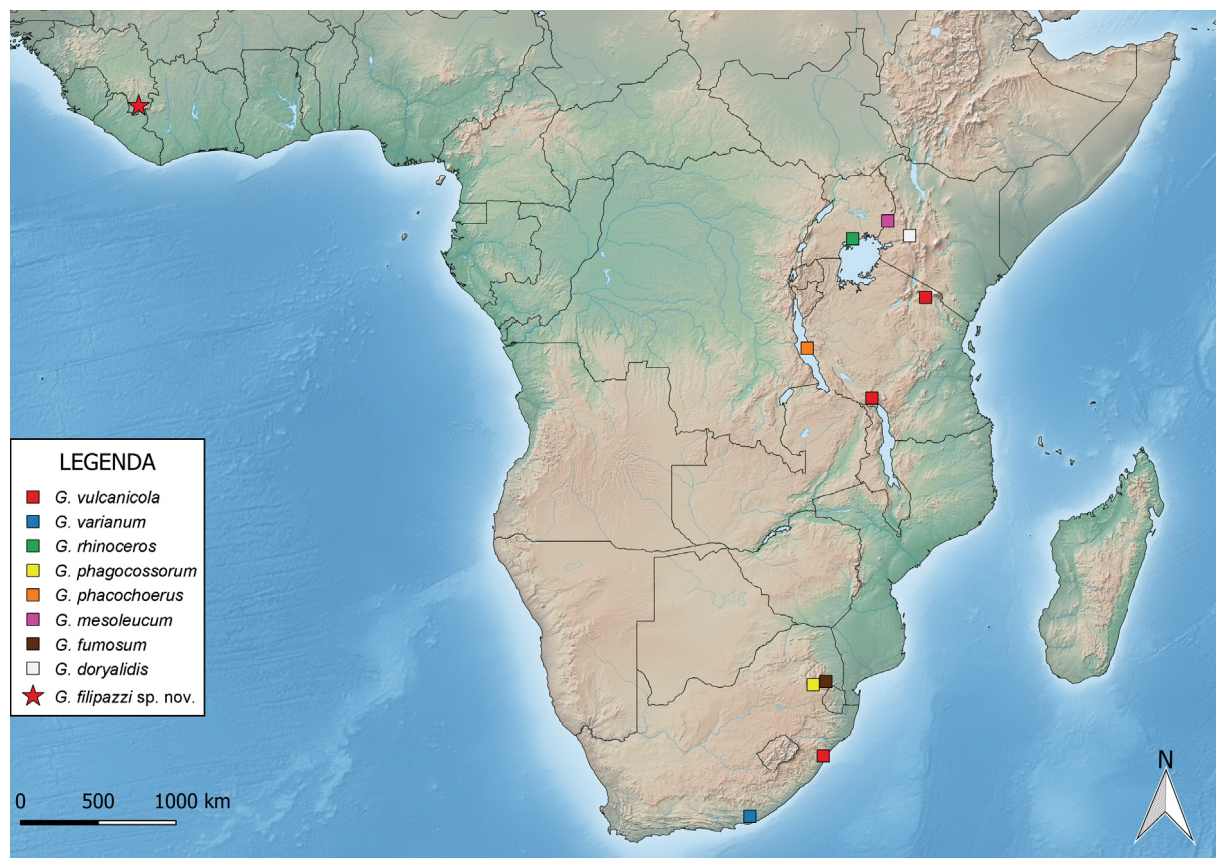 LEGENDA
G. vulcanicola
G. varianum
G. rhinoceros
G. phagocossorum
G. phacochoerus
G. mesoleucum
G. fumosum
G. doryalidis
G. filipazzi sp. nov.
0 500 1000 km
N